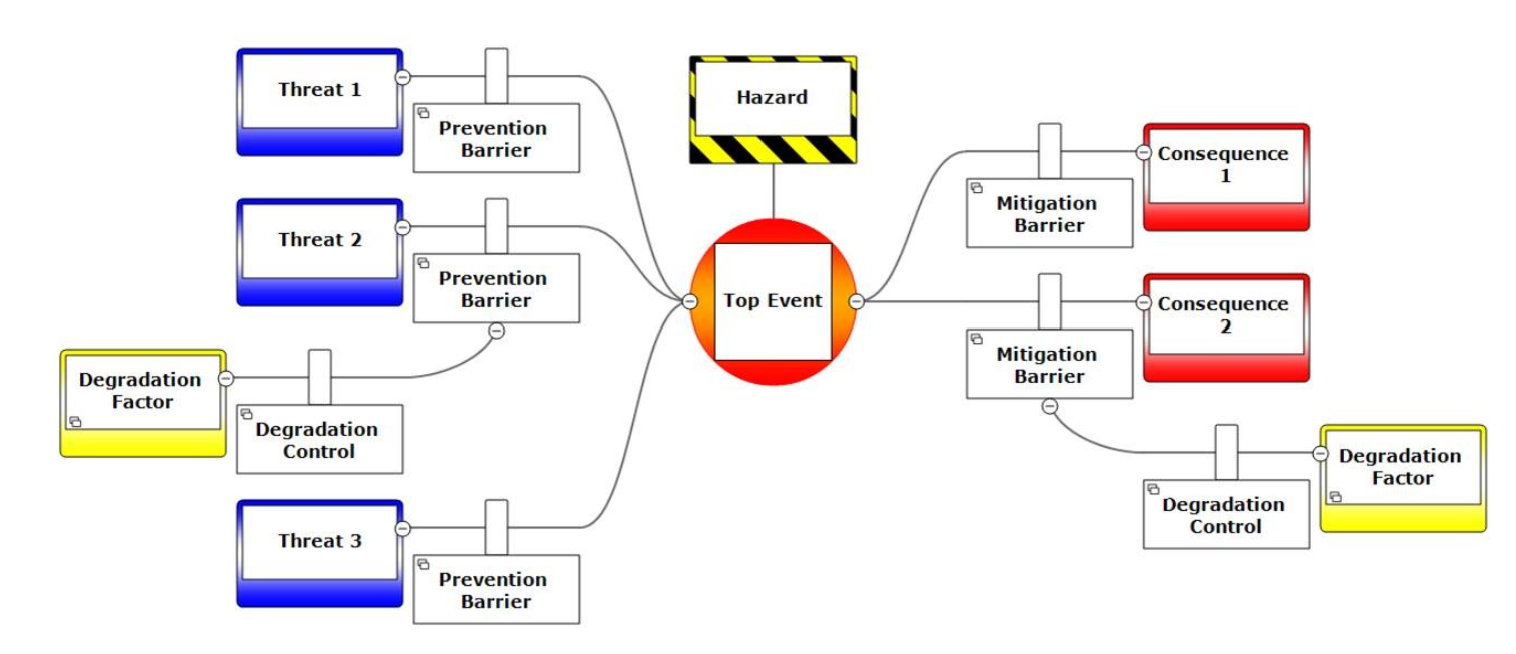 Threat 1
Prevention
Barrier
Threat 2
Prevention
Barrier
Degradation
Factor
Degradation
Control
Threat 3
Prevention
Barrier
Hazard
Top Event
Mitigation
Barrier
Consequence
1
Mitigation
Barrier
Consequence
2
Degradation
Control
Degradation
Factor